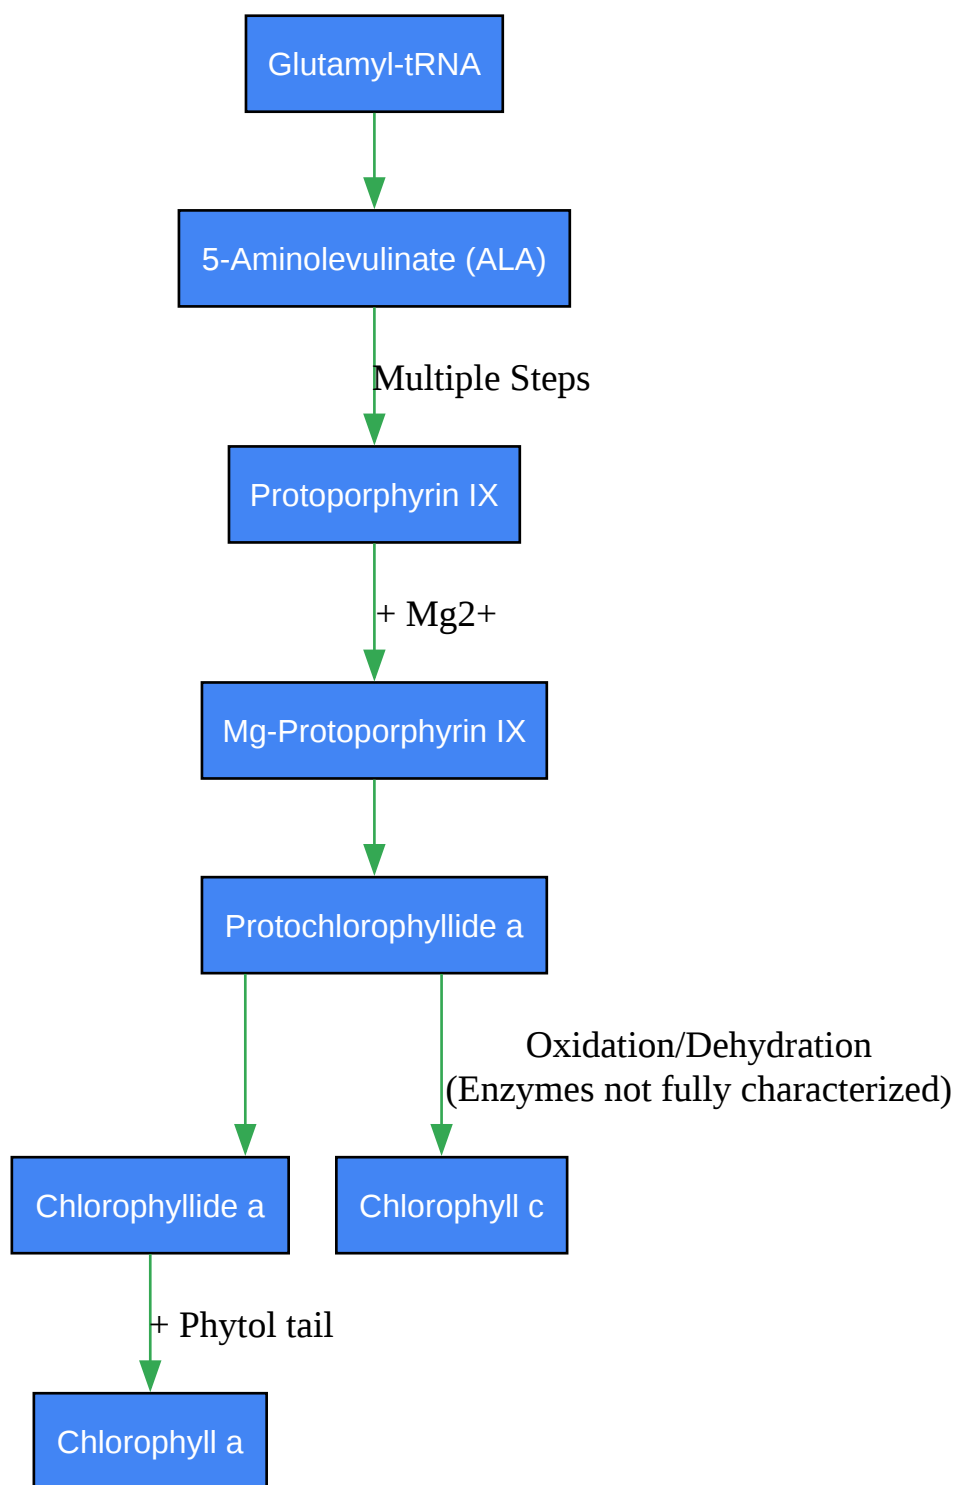 Glutamyl-tRNA
5-Aminolevulinate (ALA)
Multiple Steps
Protoporphyrin IX
+ Mg2+
Mg-Protoporphyrin IX
Protochlorophyllide a
Oxidation/Dehydration
(Enzymes not fully characterized)
Chlorophyllide a
Chlorophyll c
+ Phytol tail
Chlorophyll a